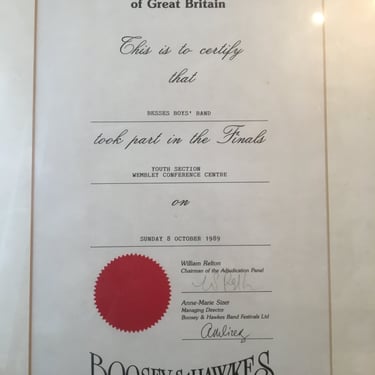 of Great Britain
This is to certify
that
BESSES BOYS' BAND
took part in the Finals
YOUTH SECTION
WEMBLEY CONFERENCE CENTRE
on
SUNDAY 8 OCTOBER 1989
William Relton
Chairman of the Adjudication Panel
Anne-Marie Sizer
Managing Director
Boosey & Hawkes Band Festivals Ltd
BOOSEY & HAWKES